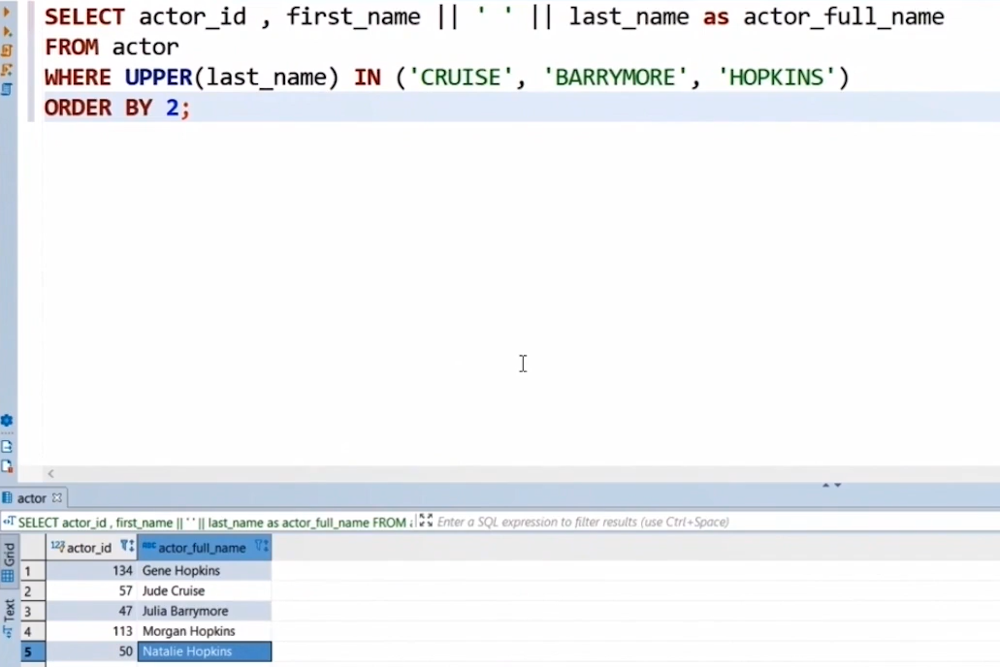 SELECT actor_id , first_name || ' ' || last_name as actor_full_name
FROM actor
WHERE UPPER(last_name) IN ('CRUISE', 'BARRYMORE', 'HOPKINS')
ORDER BY 2;
actor
SELECT actor_id , first_name || ' ' || last_name as actor_full_name FROM a
Enter a SQL expression to filter results (use Ctrl+Space)
Grid
Text
123 actor_id ABC actor_full_name
1 134 Gene Hopkins
2 57 Jude Cruise
3 47 Julia Barrymore
4 113 Morgan Hopkins
5 50 Natalie Hopkins